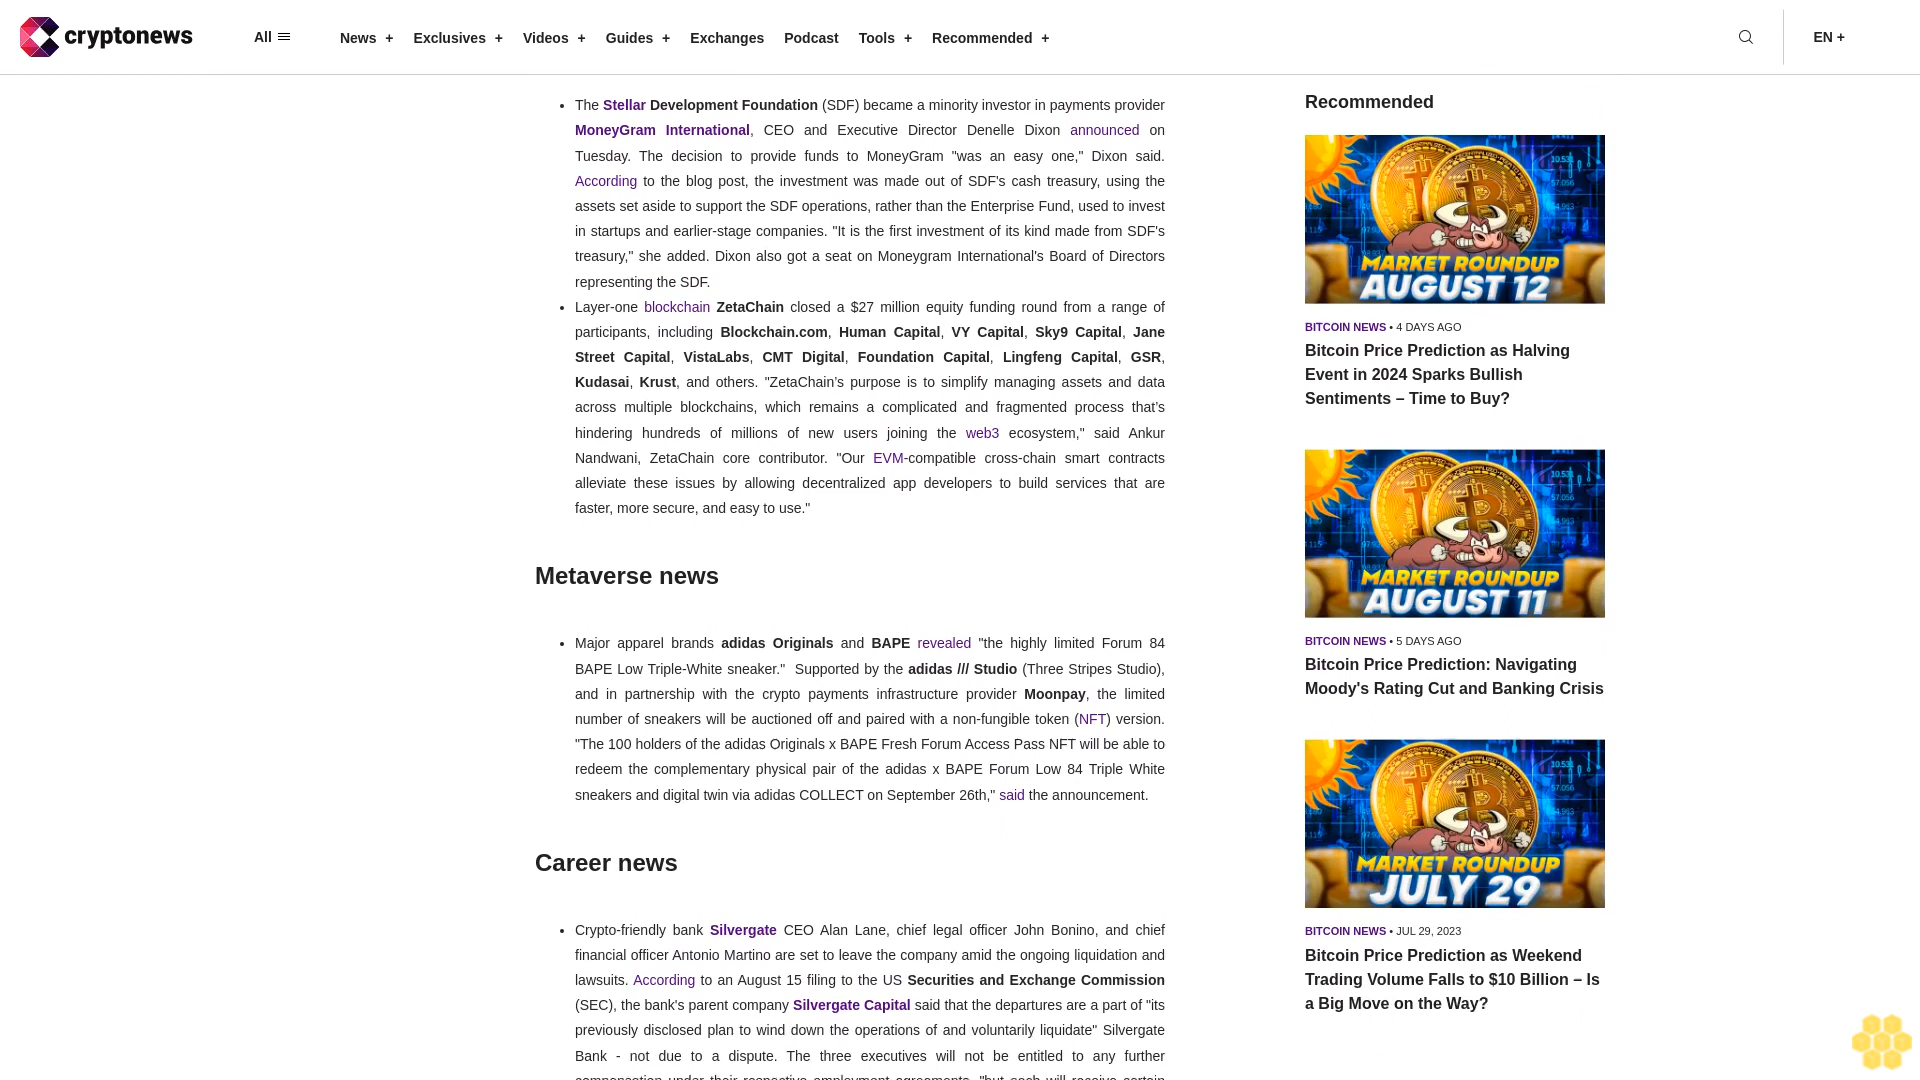 cryptonews
All
News +
Exclusives +
Videos +
Guides +
Exchanges
Podcast
Tools +
Recommended +
EN +
• The Stellar Development Foundation (SDF) became a minority investor in payments provider
MoneyGram International, CEO and Executive Director Denelle Dixon announced on
Tuesday. The decision to provide funds to MoneyGram "was an easy one," Dixon said.
According to the blog post, the investment was made out of SDF's cash treasury, using the
assets set aside to support the SDF operations, rather than the Enterprise Fund, used to invest
in startups and earlier-stage companies. "It is the first investment of its kind made from SDF's
treasury," she added. Dixon also got a seat on Moneygram International's Board of Directors
representing the SDF.
• Layer-one blockchain ZetaChain closed a $27 million equity funding round from a range of
participants, including Blockchain.com, Human Capital, VY Capital, Sky9 Capital, Jane
Street Capital, VistaLabs, CMT Digital, Foundation Capital, Lingfeng Capital, GSR,
Kudasai, Krust, and others. "ZetaChain’s purpose is to simplify managing assets and data
across multiple blockchains, which remains a complicated and fragmented process that’s
hindering hundreds of millions of new users joining the web3 ecosystem," said Ankur
Nandwani, ZetaChain core contributor. "Our EVM-compatible cross-chain smart contracts
alleviate these issues by allowing decentralized app developers to build services that are
faster, more secure, and easy to use."
Metaverse news
• Major apparel brands adidas Originals and BAPE revealed "the highly limited Forum 84
BAPE Low Triple-White sneaker." Supported by the adidas /// Studio (Three Stripes Studio),
and in partnership with the crypto payments infrastructure provider Moonpay, the limited
number of sneakers will be auctioned off and paired with a non-fungible token (NFT) version.
"The 100 holders of the adidas Originals x BAPE Fresh Forum Access Pass NFT will be able to
redeem the complementary physical pair of the adidas x BAPE Forum Low 84 Triple White
sneakers and digital twin via adidas COLLECT on September 26th," said the announcement.
Career news
• Crypto-friendly bank Silvergate CEO Alan Lane, chief legal officer John Bonino, and chief
financial officer Antonio Martino are set to leave the company amid the ongoing liquidation and
lawsuits. According to an August 15 filing to the US Securities and Exchange Commission
(SEC), the bank's parent company Silvergate Capital said that the departures are a part of "its
previously disclosed plan to wind down the operations of and voluntarily liquidate" Silvergate
Bank - not due to a dispute. The three executives will not be entitled to any further
compensation under their respective employment agreements, "but each will receive certain
Recommended
MARKET ROUNDUP
AUGUST 12
BITCOIN NEWS • 4 DAYS AGO
Bitcoin Price Prediction as Halving
Event in 2024 Sparks Bullish
Sentiments – Time to Buy?
MARKET ROUNDUP
AUGUST 11
BITCOIN NEWS • 5 DAYS AGO
Bitcoin Price Prediction: Navigating
Moody's Rating Cut and Banking Crisis
MARKET ROUNDUP
JULY 29
BITCOIN NEWS • JUL 29, 2023
Bitcoin Price Prediction as Weekend
Trading Volume Falls to $10 Billion – Is
a Big Move on the Way?